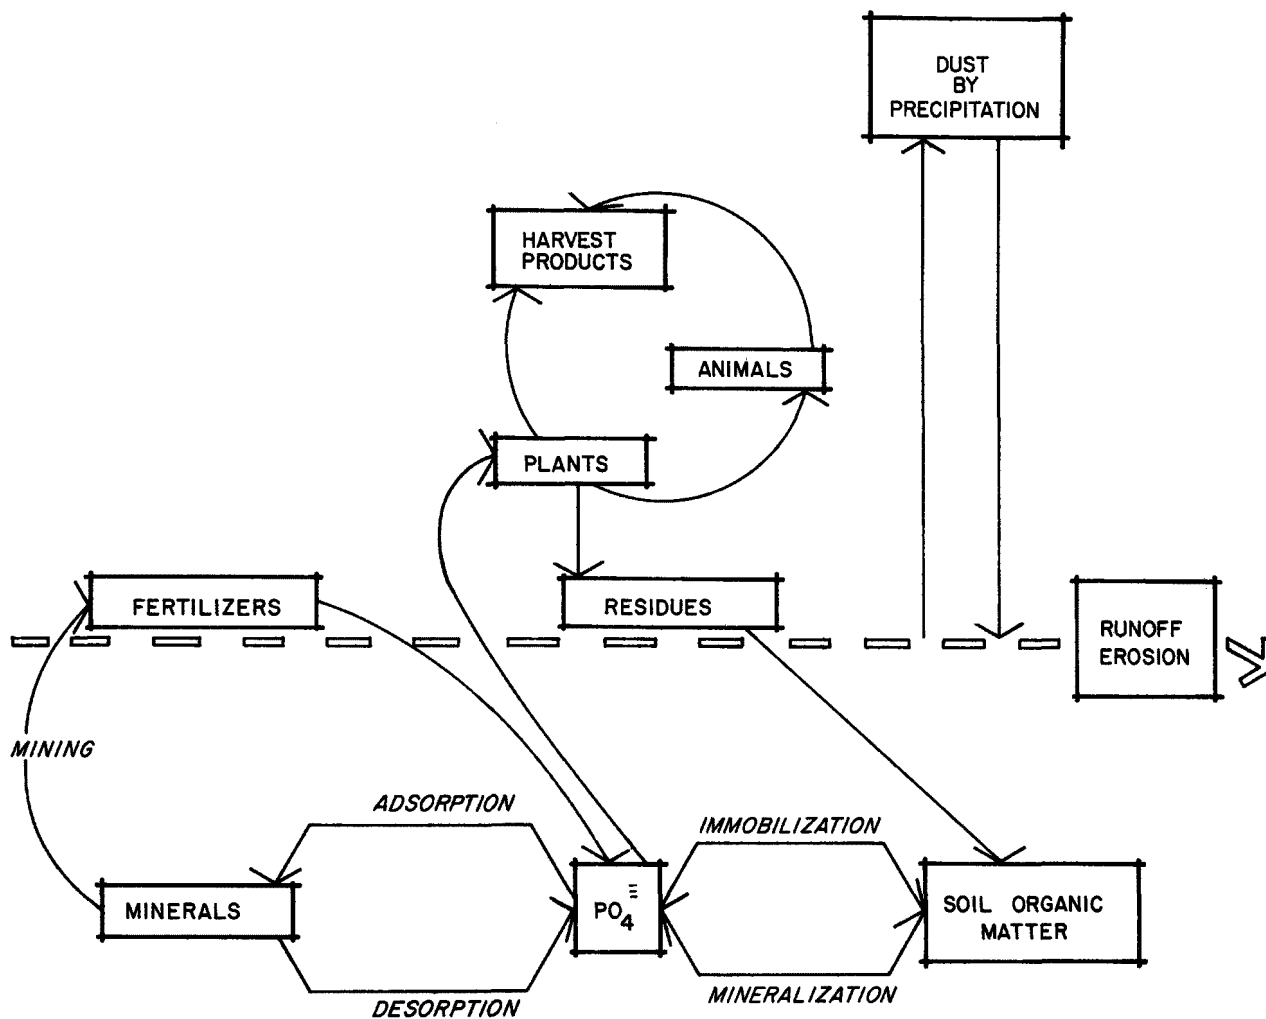 DUST
BY
PRECIPITATION
HARVEST
PRODUCTS
ANIMALS
PLANTS
FERTILIZERS
RESIDUES
RUNOFF
EROSION
MINING
ADSORPTION
IMMOBILIZATION
MINERALS
PO4≡
SOIL ORGANIC
MATTER
DESORPTION
MINERALIZATION